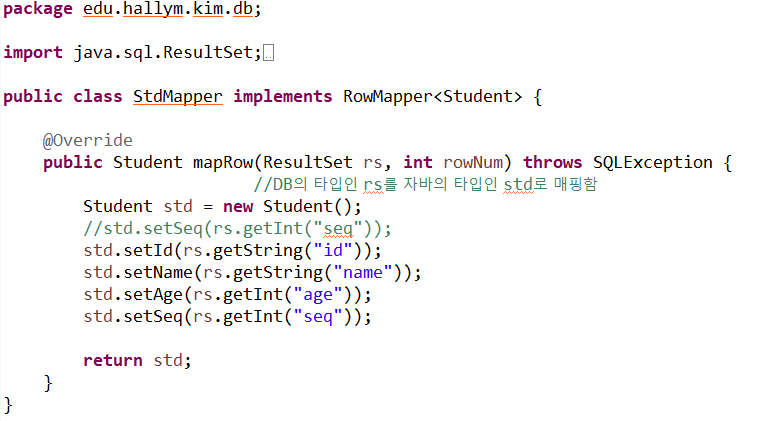 package edu.hallym.kim.db;
import java.sql.ResultSet;
public class StdMapper implements RowMapper<Student> {
@Override
public Student mapRow(ResultSet rs, int rowNum) throws SQLException {
//DB의 타입인 rs를 자바의 타입인 std로 매핑함
Student std = new Student();
//std.setSeq(rs.getInt("seq"));
std.setId(rs.getString("id"));
std.setName(rs.getString("name"));
std.setAge(rs.getInt("age"));
std.setSeq(rs.getInt("seq"));
return std;
}
}